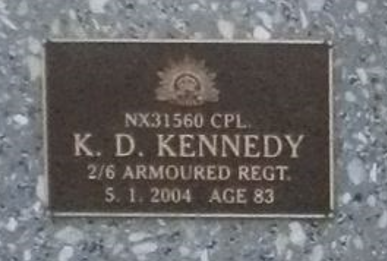 NX31560 CPL.
K. D. KENNEDY
2/6 ARMOURED REGT.
5. 1. 2004 AGE 83